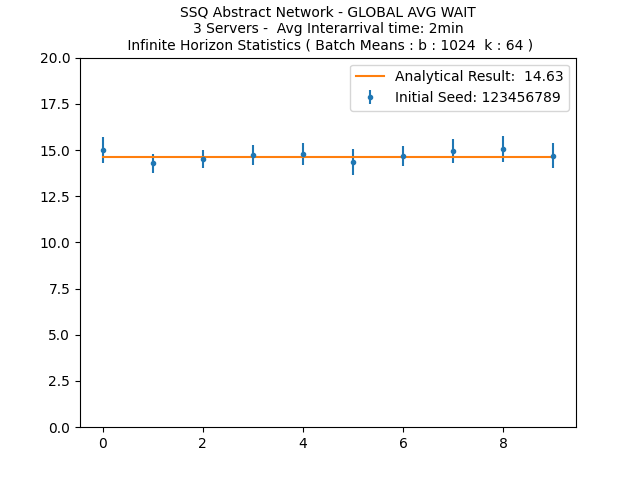 SSQ Abstract Network - GLOBAL AVG WAIT
3 Servers -  Avg Interarrival time: 2min
Infinite Horizon Statistics ( Batch Means : b : 1024  k : 64 )
Analytical Result:  14.63
Initial Seed: 123456789
20.0
17.5
15.0
12.5
10.0
7.5
5.0
2.5
0.0
0 2 4 6 8